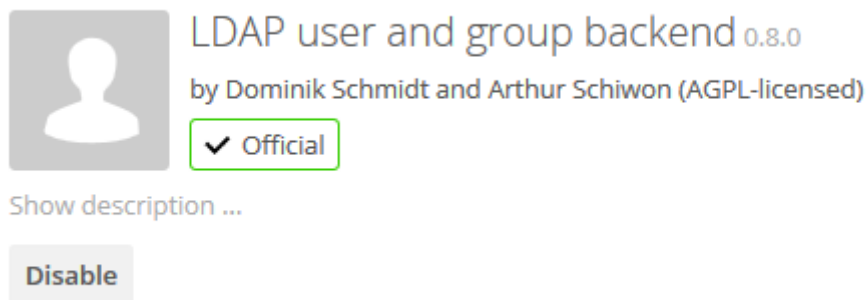 LDAP user and group backend 0.8.0
by Dominik Schmidt and Arthur Schiwon (AGPL-licensed)
Official
Show description ...
Disable